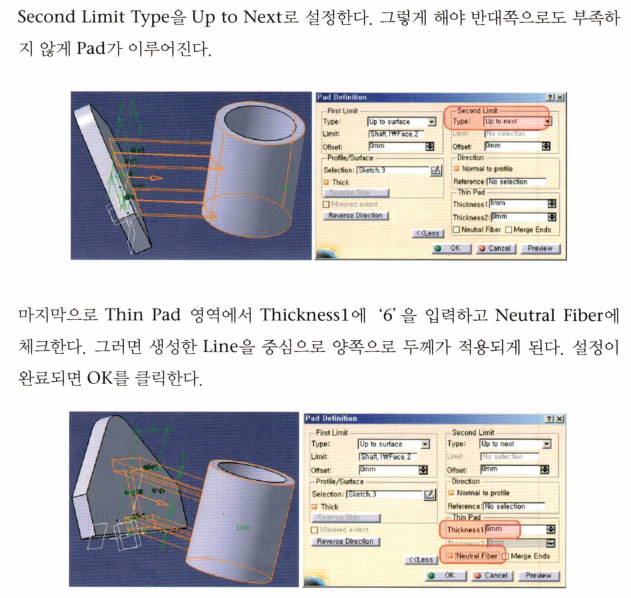 Second Limit Type을 Up to Next로 설정한다. 그렇게 해야 반대쪽으로도 부족하
지 않게 Pad가 이루어진다.
Pad Definition
First Limit
Type: Up to surface
Limit: Shaft,1₩Face,2
Offset: 0mm
Profile/Surface
Selection: Sketch,3
Thick
Reverse Side
Mirrored extent
Reverse Direction
Second Limit
Type: Up to next
Limit: No selection
Offset: 0mm
Direction
Normal to profile
Reference: No selection
Thin Pad
Thickness1: 1mm
Thickness2: 0mm
Neutral Fiber Merge Ends
<<Less
OK Cancel Preview
마지막으로 Thin Pad 영역에서 Thickness1에 ‘6’을 입력하고 Neutral Fiber에
체크한다. 그러면 생성한 Line을 중심으로 양쪽으로 두께가 적용되게 된다. 설정이
완료되면 OK를 클릭한다.
Pad Definition
First Limit
Type: Up to surface
Limit: Shaft,1₩Face,2
Offset: 0mm
Profile/Surface
Selection: Sketch,3
Thick
Reverse Side
Mirrored extent
Reverse Direction
Second Limit
Type: Up to next
Limit: No selection
Offset: 0mm
Direction
Normal to profile
Reference: No selection
Thin Pad
Thickness1: 6mm
Thickness2: 0mm
Neutral Fiber Merge Ends
<<Less
OK Cancel Preview